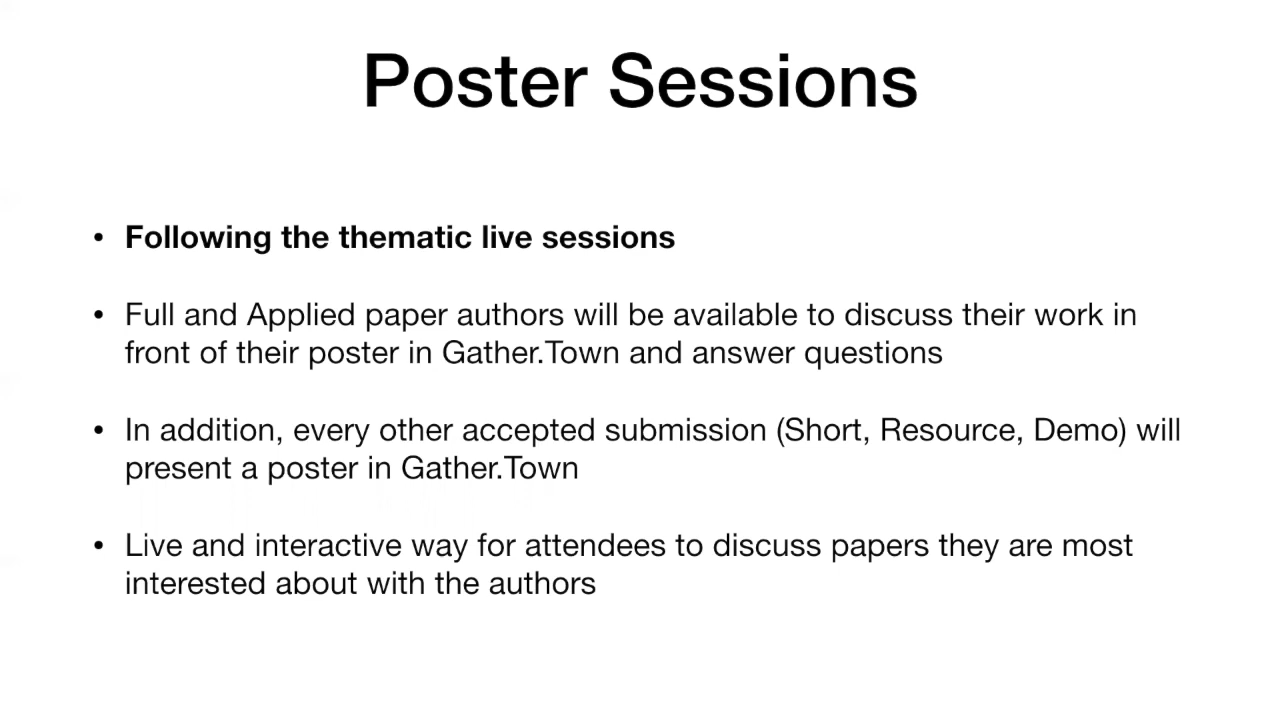 Poster Sessions
• Following the thematic live sessions
• Full and Applied paper authors will be available to discuss their work in
front of their poster in Gather.Town and answer questions
• In addition, every other accepted submission (Short, Resource, Demo) will
present a poster in Gather.Town
• Live and interactive way for attendees to discuss papers they are most
interested about with the authors